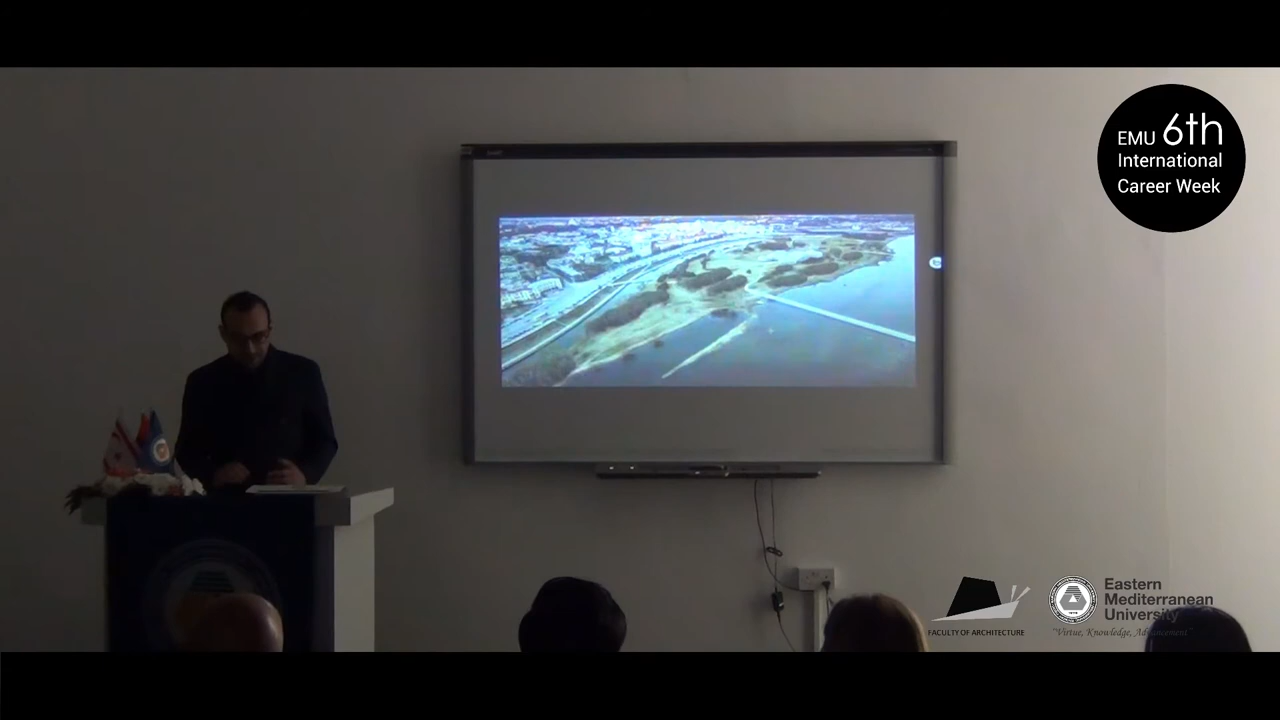 EMU 6th
International
Career Week
FACULTY OF ARCHITECTURE
Eastern
Mediterranean
University
"Virtue, Knowledge, Advancement"